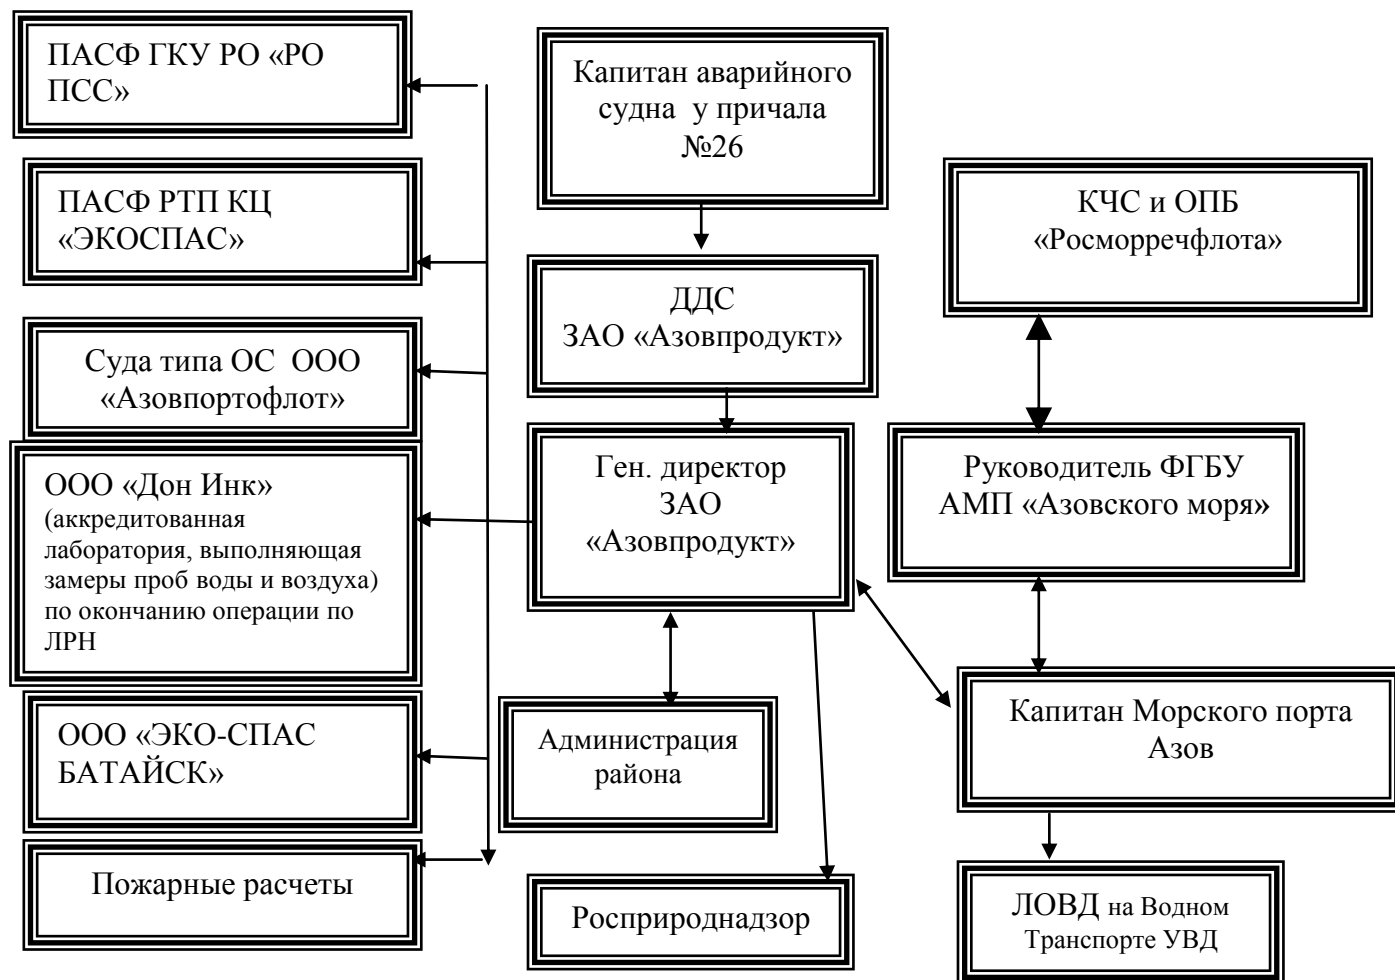 ПАСФ ГКУ РО «РО
ПСС»
ПАСФ РТП КЦ
«ЭКОСПАС»
Суда типа ОС ООО
«Азовпортофлот»
ООО «Дон Инк»
(аккредитованная
лаборатория, выполняющая
замеры проб воды и воздуха)
по окончанию операции по
ЛРН
ООО «ЭКО-СПАС
БАТАЙСК»
Пожарные расчеты
Капитан аварийного
судна у причала
№26
ДДС
ЗАО «Азовпродукт»
Ген. директор
ЗАО
«Азовпродукт»
Администрация
района
Росприроднадзор
КЧС и ОПБ
«Росморречфлота»
Руководитель ФГБУ
АМП «Азовского моря»
Капитан Морского порта
Азов
ЛОВД на Водном
Транспорте УВД